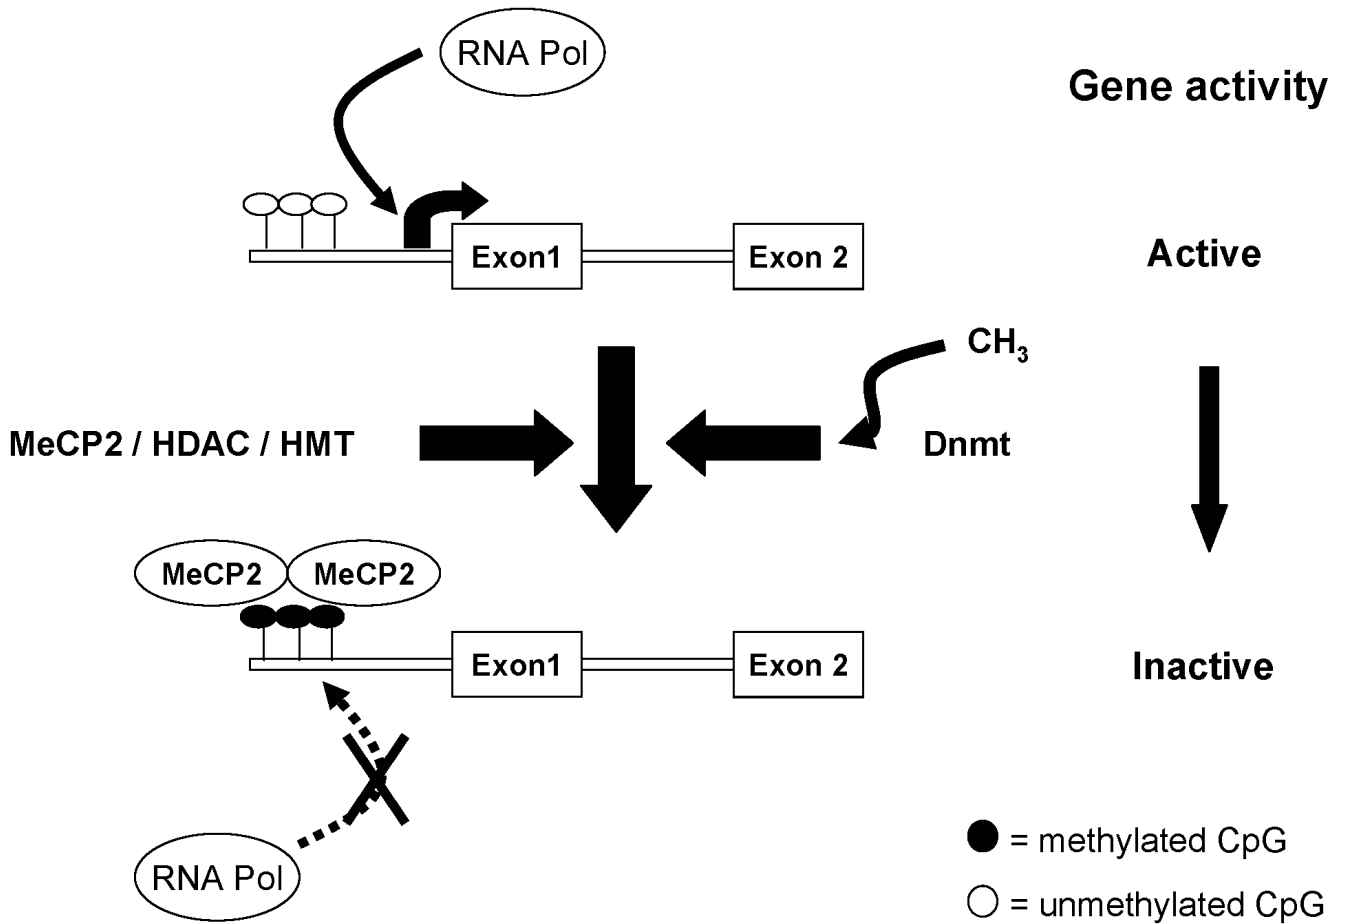 RNA Pol
Gene activity
Exon1
Exon 2
Active
CH3
MeCP2 / HDAC / HMT
Dnmt
MeCP2
MeCP2
Exon1
Exon 2
Inactive
RNA Pol
= methylated CpG
= unmethylated CpG